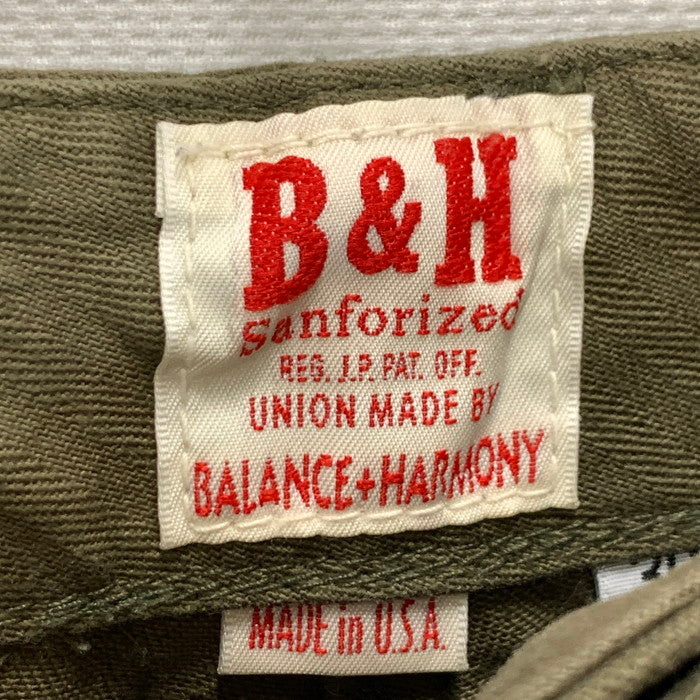 B & H
Sanforized
REG. J.P. PAT. OFF.
UNION MADE BY
BALANCE+HARMONY
MADE in U.S.A.